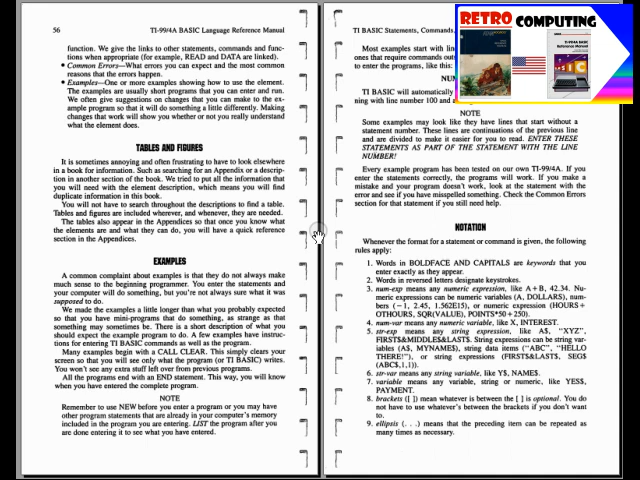 56 TI-99/4A BASIC Language Reference Manual
function. We give the links to other statements, commands and func-
tions when appropriate (for example, READ and DATA are linked).
• Common Errors—What errors you can expect and the most common
reasons that the errors happen.
• Examples—One or more examples showing how to use the element.
The examples are usually short programs that you can enter and run.
We often give suggestions on changes that you can make to the ex-
ample program so that it will do something a little differently. Making
changes that work will show you whether or not you really understand
what the element does.
TABLES AND FIGURES
It is sometimes annoying and often frustrating to have to look elsewhere
in a book for information. Such as searching for an Appendix or a descrip-
tion in another section of the book. We tried to put all the information that
you will need with the element description, which means you will find
duplicate information in this book.
You will not have to search throughout the descriptions to find a table.
Tables and figures are included wherever, and whenever, they are needed.
The tables also appear in the Appendices so that once you know what
the elements are and what they can do, you will have a quick reference
section in the Appendices.
EXAMPLES
A common complaint about examples is that they do not always make
much sense to the beginning programmer. You enter the statements and
your computer will do something, but you're not always sure what it was
supposed to do.
We made the examples a little longer than what you probably expected
so that you have mini-programs that do something, as strange as that
something may sometimes be. There is a short description of what you
should expect the example program to do. A few examples have instruc-
tions for entering TI BASIC commands as well as the program.
Many examples begin with a CALL CLEAR. This simply clears your
screen so that you will see only what the program (or TI BASIC) writes.
You won't see any extra stuff left over from previous programs.
All the programs end with an END statement. This way, you will know
when you have entered the complete program.
NOTE
Remember to use NEW before you enter a program or you may have
other program statements that are already in your computer's memory
included in the program you are entering. LIST the program after you
are done entering it to see what you have entered.
TI BASIC Statements, Commands,
Most examples start with lin
ones that require commands outs
to enter the programs, like this:
NUM
TI BASIC will automatically
ning with line number 100 and a
NOTE
Some examples may look like they have lines that start without a
statement number. These lines are continuations of the previous line
and are divided to make it easier for you to read. ENTER THESE
STATEMENTS AS PART OF THE STATEMENT WITH THE LINE
NUMBER!
Every example program has been tested on our own TI-99/4A. If you
enter the statements correctly, the programs will work. If you make a
mistake and your program doesn't work, look at the statement with the
error and see if you have misspelled something. Check the Common Errors
section for that statement if you still need help.
NOTATION
Whenever the format for a statement or command is given, the following
rules apply:
1. Words in BOLDFACE AND CAPITALS are keywords that you
enter exactly as they appear.
2. Words in reversed letters designate keystrokes.
3. num-exp means any numeric expression, like A+B, 42.34. Nu-
meric expressions can be numeric variables (A, DOLLARS), num-
bers (-1, 2.45, 1.562E15), or numeric expression (HOURS+
OTHOURS, SQR(VALUE), POINTS*50+250).
4. num-var means any numeric variable, like X, INTEREST.
5. str-exp means any string expression, like A$, "XYZ",
FIRST$&MIDDLE$&LAST$. String expressions can be string var-
iables (A$, MYNAME$), string data items ("ABC", "HELLO
THERE!"), or string expressions (FIRST$&LAST$, SEG$
(ABC$,1,1)).
6. str-var means any string variable, like Y$, NAME$.
7. variable means any variable, string or numeric, like YES$,
PAYMENT.
8. brackets ([ ]) mean whatever is between the [ ] is optional. You do
not have to use whatever's between the brackets if you don't want
to.
9. ellipsis (. . .) means that the preceding item can be repeated as
many times as necessary.
RETRO COMPUTING